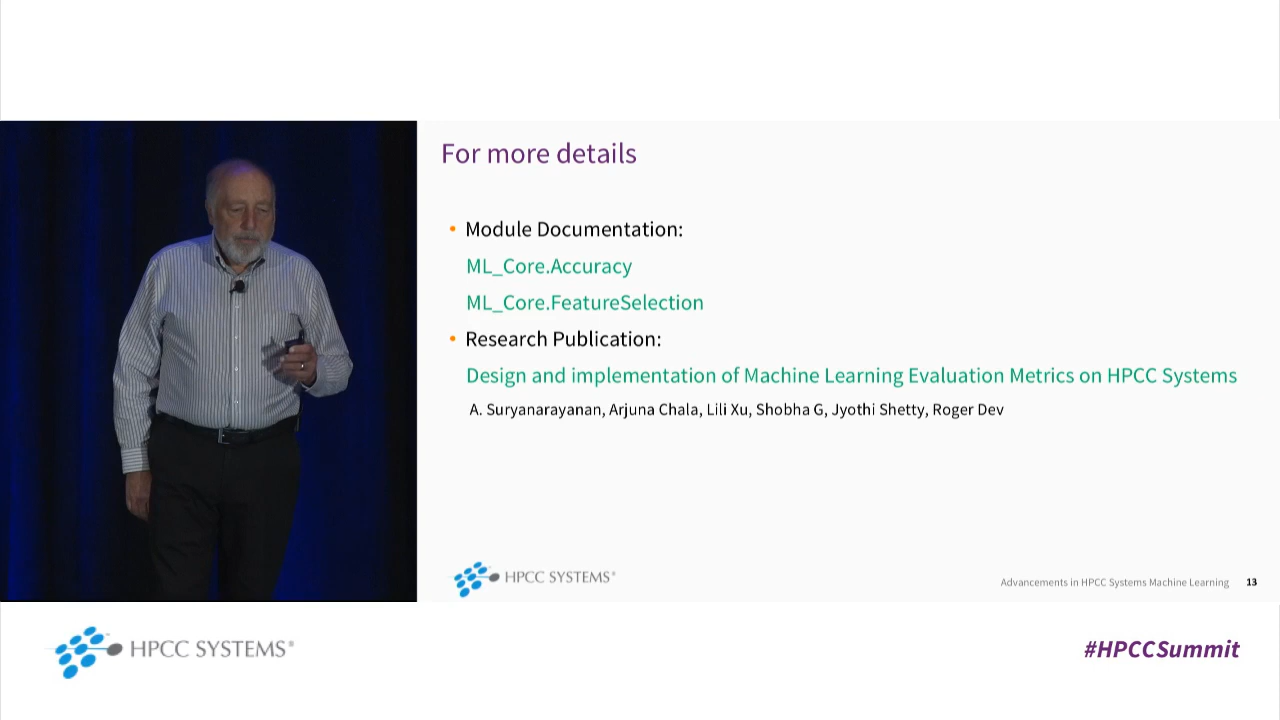 For more details
• Module Documentation:
ML_Core.Accuracy
ML_Core.FeatureSelection
• Research Publication:
Design and implementation of Machine Learning Evaluation Metrics on HPCC Systems
A. Suryanarayanan, Arjuna Chala, Lili Xu, Shobha G, Jyothi Shetty, Roger Dev
HPCC SYSTEMS®
Advancements in HPCC Systems Machine Learning 13
HPCC SYSTEMS®
#HPCCSummit